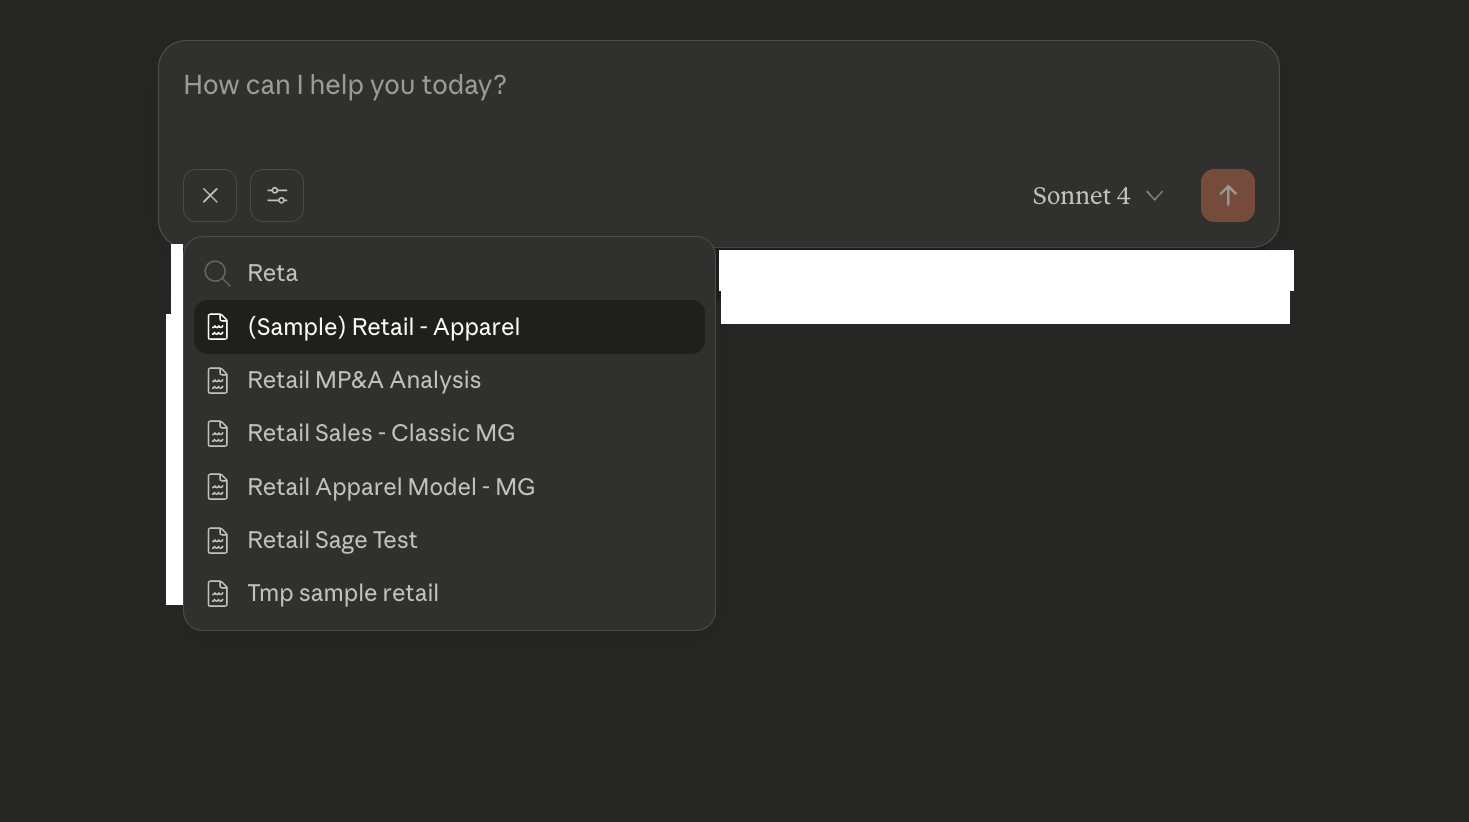 How can I help you today?
Sonnet 4
Reta
(Sample) Retail - Apparel
Retail MP&A Analysis
Retail Sales - Classic MG
Retail Apparel Model - MG
Retail Sage Test
Tmp sample retail